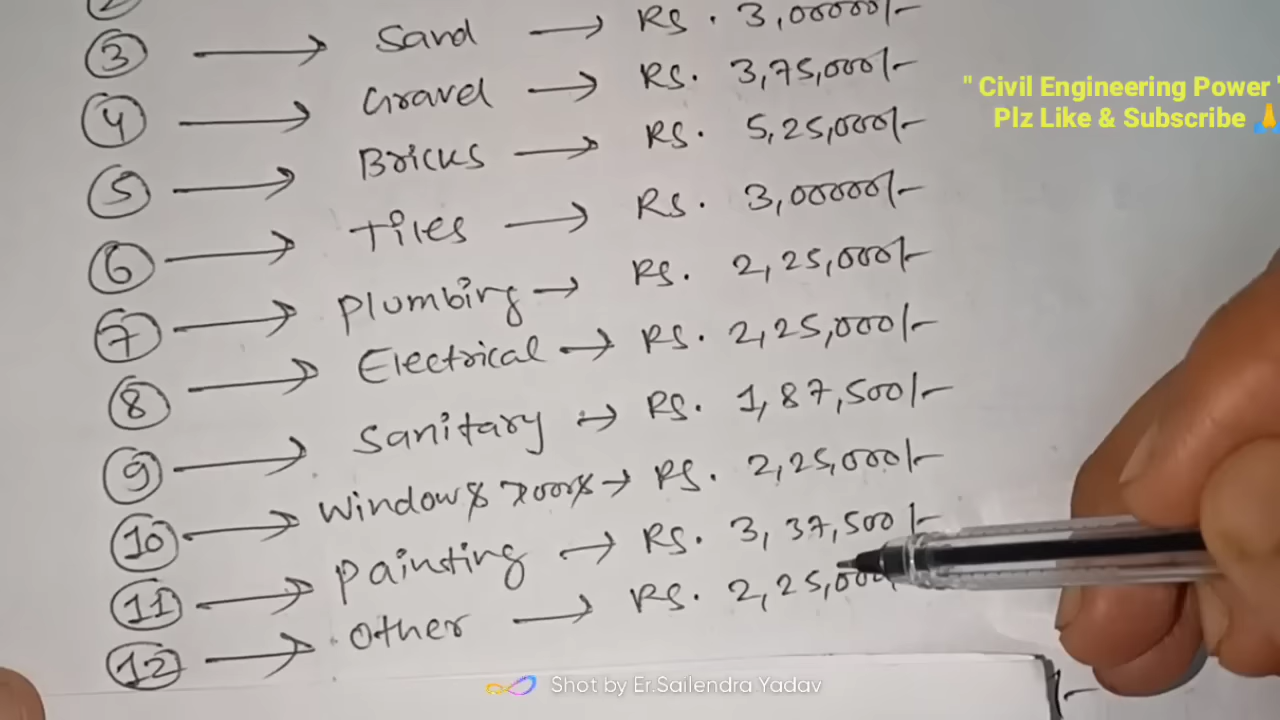 ③ → Sand → Rs. 3,00000/-
④ → Gravel → Rs. 3,75,000/-
⑤ → Bricks → Rs. 5,25,000/-
⑥ → Tiles → Rs. 3,00000/-
⑦ → Plumbing → Rs. 2,25,000/-
⑧ → Electrical → Rs. 2,25,000/-
⑨ → Sanitary → Rs. 1,87,500/-
⑩ → Window & Doors → Rs. 2,25,000/-
⑪ → Painting → Rs. 3,37,500/-
⑫ → Other → Rs. 2,25,000
" Civil Engineering Power "
Plz Like & Subscribe 🙏
Shot by Er.Sailendra Yadav